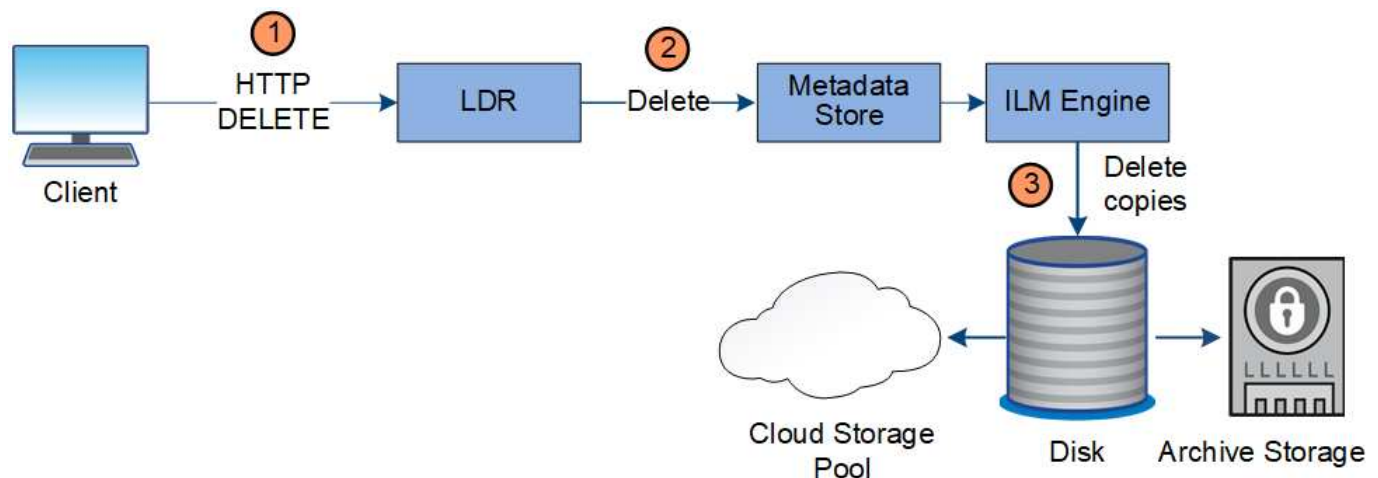 1
HTTP
DELETE
Client
LDR
2
Delete
Metadata
Store
ILM Engine
3
Delete
copies
Cloud Storage
Pool
Disk
LLLLLL
Archive Storage